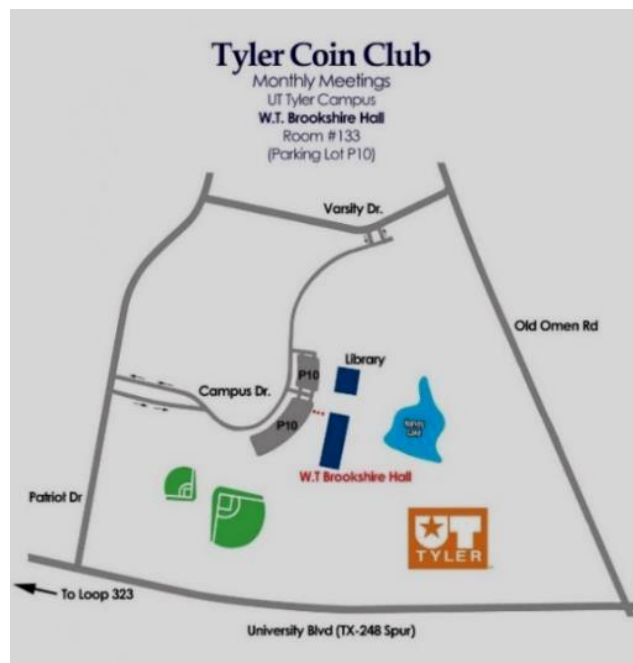 Tyler Coin Club
Monthly Meetings
UT Tyler Campus
W.T. Brookshire Hall
Room #133
(Parking Lot P10)
Varsity Dr.
Old Omen Rd
Library
P10
Campus Dr.
P10
W.T Brookshire Hall
Patriot Dr
UT
TYLER
To Loop 323
University Blvd (TX-248 Spur)